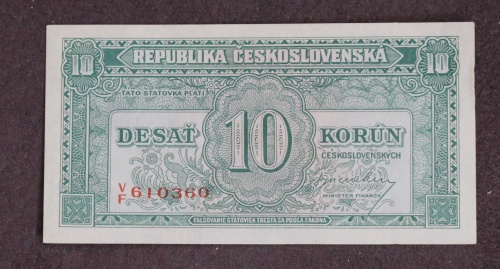 10 REPUBLIKA ČESKOSLOVENSKÁ 10
TÁTO ŠTÁTOVKA PLATÍ
DESAŤ 10 KORÚN
ČESKOSLOVENSKÝCH
V/F 610360
MINISTER FINANCIÍ
FALŠOVANIE ŠTÁTOVIEK TRESTÁ SA PODĽA ZÁKONA